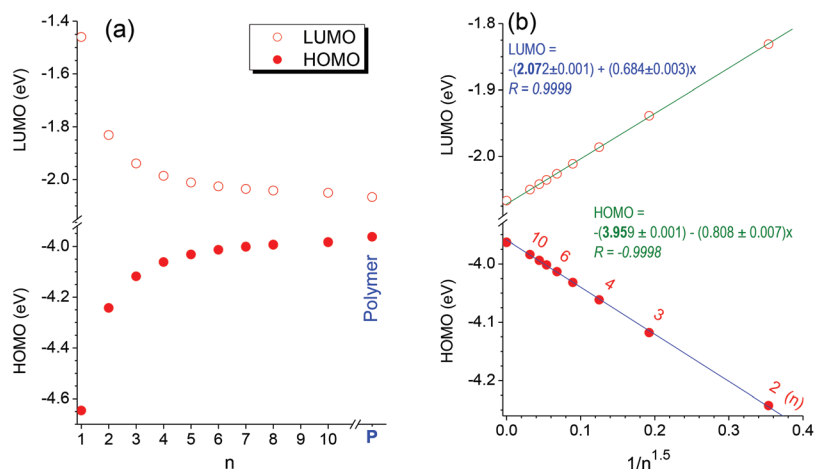 (a)
LUMO
HOMO
-1.4
-1.6
-1.8
-2.0
-4.0
-4.2
-4.4
-4.6
LUMO (eV)
HOMO (eV)
Polymer
1 2 3 4 5 6 7 8 10 P
n
(b)
LUMO =
-(2.072±0.001) + (0.684±0.003)x
R = 0.9999
HOMO =
-(3.959 ± 0.001) - (0.808 ± 0.007)x
R = -0.9998
-1.8
-1.9
-2.0
-4.0
-4.1
-4.2
LUMO (eV)
HOMO (eV)
10
6
4
3
2 (n)
0.0 0.1 0.2 0.3 0.4
1/n^1.5